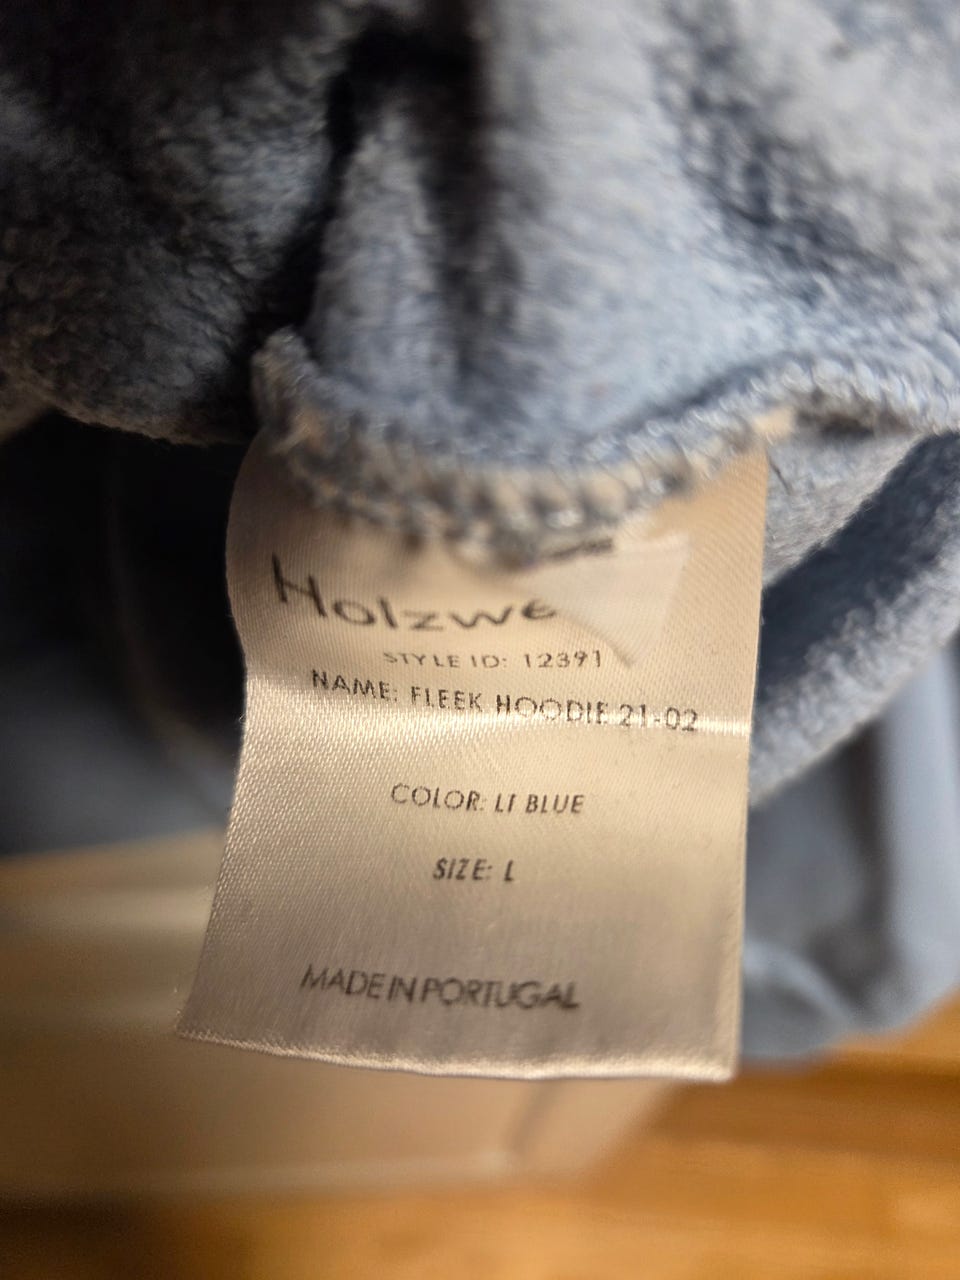 Holzwe
STYLE ID: 12391
NAME: FLEEK HOODIE 21-02
COLOR: LT BLUE
SIZE: L
MADE IN PORTUGAL